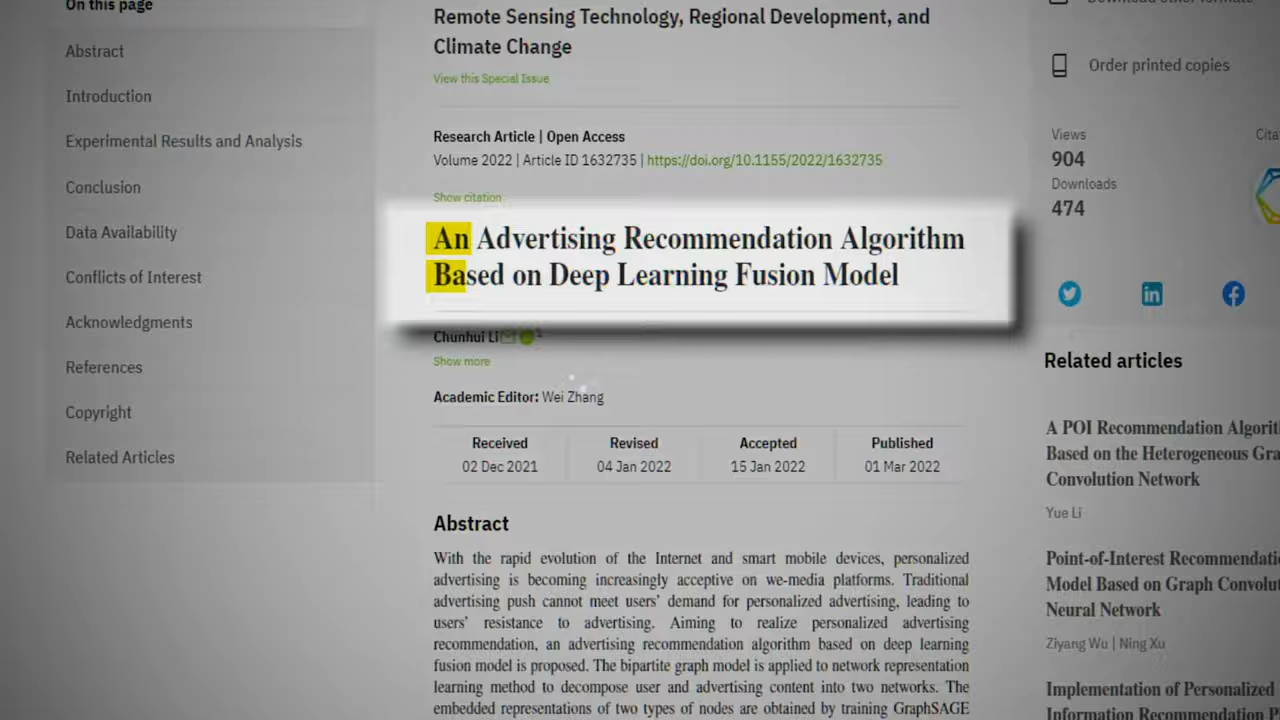 On this page
Abstract
Introduction
Experimental Results and Analysis
Conclusion
Data Availability
Conflicts of Interest
Acknowledgments
References
Copyright
Related Articles
Remote Sensing Technology, Regional Development, and
Climate Change
View this Special Issue
Research Article | Open Access
Volume 2022 | Article ID 1632735 | https://doi.org/10.1155/2022/1632735
Show citation
An Advertising Recommendation Algorithm
Based on Deep Learning Fusion Model
Chunhui Li 1
Show more
Academic Editor: Wei Zhang
Received Revised Accepted Published
02 Dec 2021 04 Jan 2022 15 Jan 2022 01 Mar 2022
Abstract
With the rapid evolution of the Internet and smart mobile devices, personalized
advertising is becoming increasingly acceptive on we-media platforms. Traditional
advertising push cannot meet users' demand for personalized advertising, leading to
users' resistance to advertising. Aiming to realize personalized advertising
recommendation, an advertising recommendation algorithm based on deep learning
fusion model is proposed. The bipartite graph model is applied to network representation
learning method to decompose user and advertising content into two networks. The
embedded representations of two types of nodes are obtained by training GraphSAGE
Order printed copies
Views
904
Downloads
474
in
Related articles
A POI Recommendation Algorit
Based on the Heterogeneous Gra
Convolution Network
Yue Li
Point-of-Interest Recommendati
Model Based on Graph Convolut
Neural Network
Ziyang Wu | Ning Xu
Implementation of Personalized
Information Recommendation